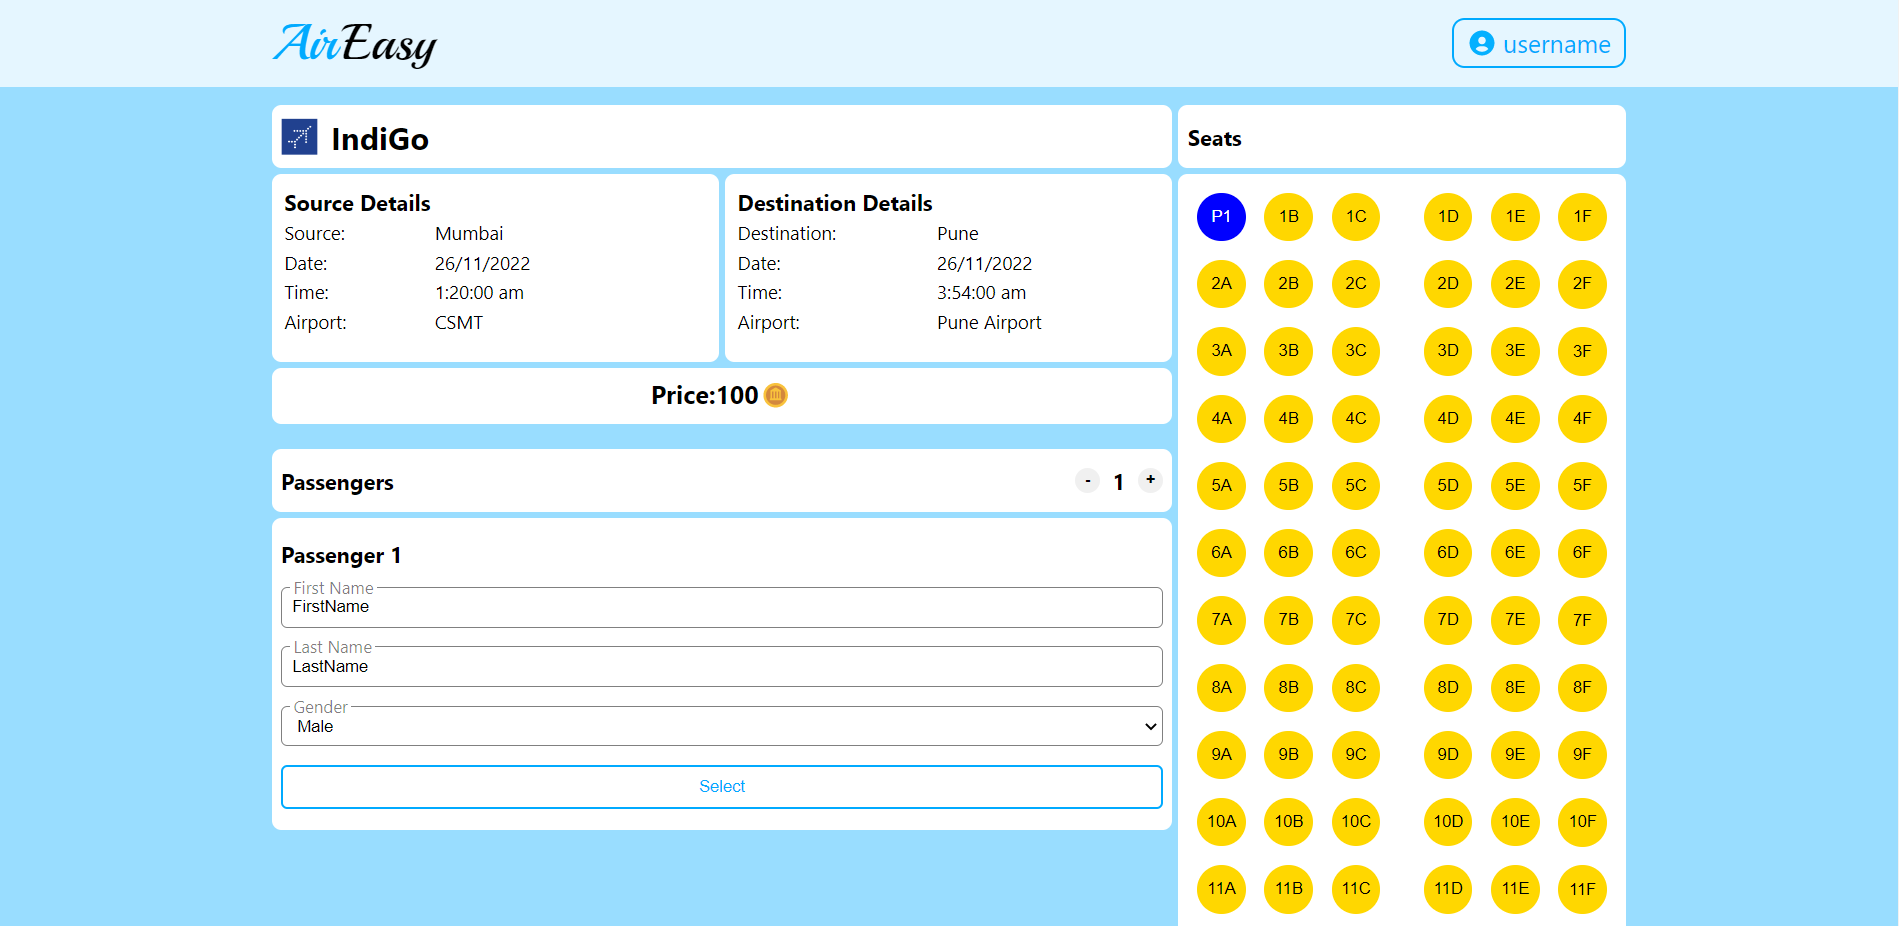 AirEasy
username
IndiGo
Source Details
Source: Mumbai
Date: 26/11/2022
Time: 1:20:00 am
Airport: CSMT
Destination Details
Destination: Pune
Date: 26/11/2022
Time: 3:54:00 am
Airport: Pune Airport
Price:100
Passengers - 1 +
Passenger 1
First Name
FirstName
Last Name
LastName
Gender
Male
Select
Seats
P1 1B 1C 1D 1E 1F
2A 2B 2C 2D 2E 2F
3A 3B 3C 3D 3E 3F
4A 4B 4C 4D 4E 4F
5A 5B 5C 5D 5E 5F
6A 6B 6C 6D 6E 6F
7A 7B 7C 7D 7E 7F
8A 8B 8C 8D 8E 8F
9A 9B 9C 9D 9E 9F
10A 10B 10C 10D 10E 10F
11A 11B 11C 11D 11E 11F